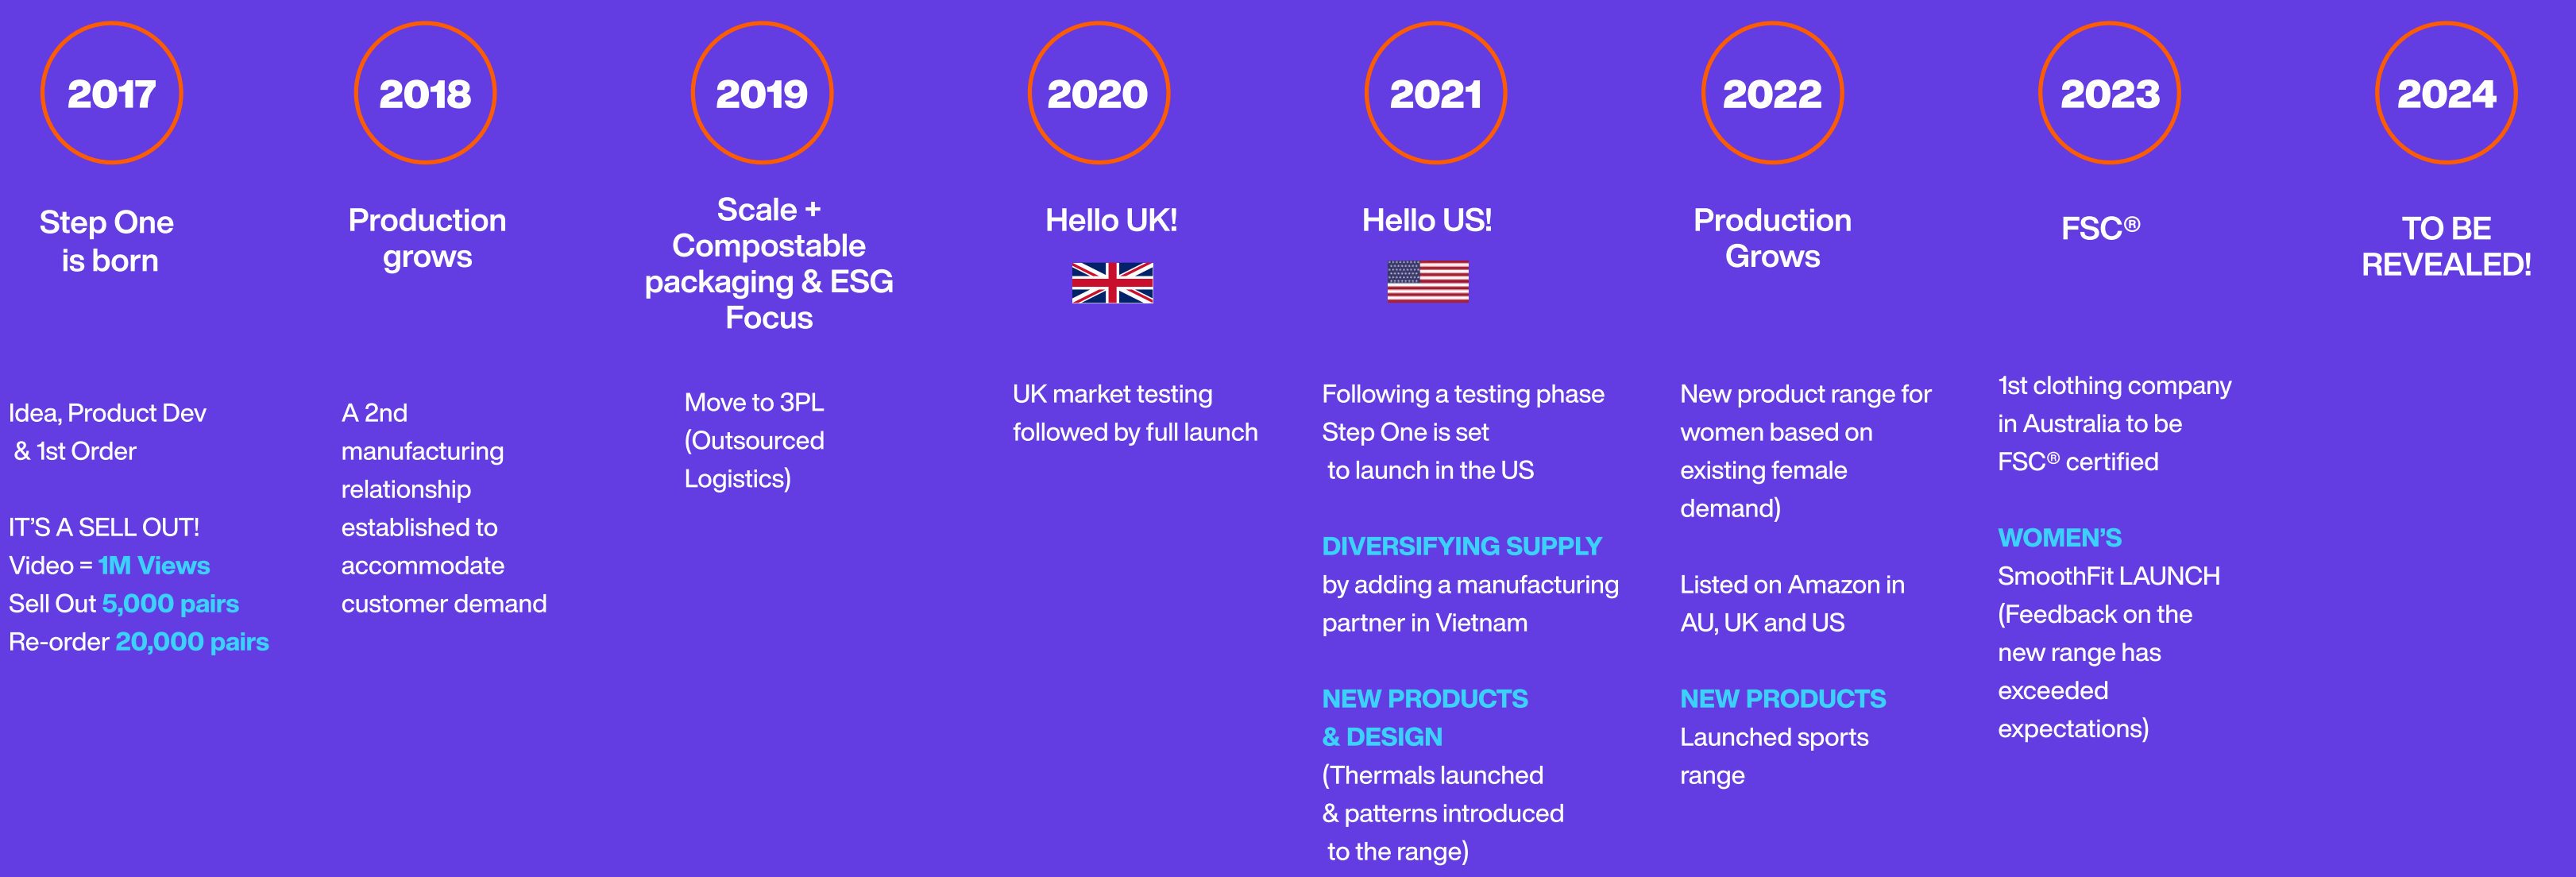 2017
Step One
is born
Idea, Product Dev
& 1st Order
IT'S A SELL OUT!
Video = 1M Views
Sell Out 5,000 pairs
Re-order 20,000 pairs
2018
Production
grows
A 2nd
manufacturing
relationship
established to
accommodate
customer demand
2019
Scale +
Compostable
packaging & ESG
Focus
Move to 3PL
(Outsourced
Logistics)
2020
Hello UK!
UK market testing
followed by full launch
2021
Hello US!
Following a testing phase
Step One is set
to launch in the US
DIVERSIFYING SUPPLY
by adding a manufacturing
partner in Vietnam
NEW PRODUCTS
& DESIGN
(Thermals launched
& patterns introduced
to the range)
2022
Production
Grows
New product range for
women based on
existing female
demand)
Listed on Amazon in
AU, UK and US
NEW PRODUCTS
Launched sports
range
2023
FSC®
1st clothing company
in Australia to be
FSC® certified
WOMEN'S
SmoothFit LAUNCH
(Feedback on the
new range has
exceeded
expectations)
2024
TO BE
REVEALED!